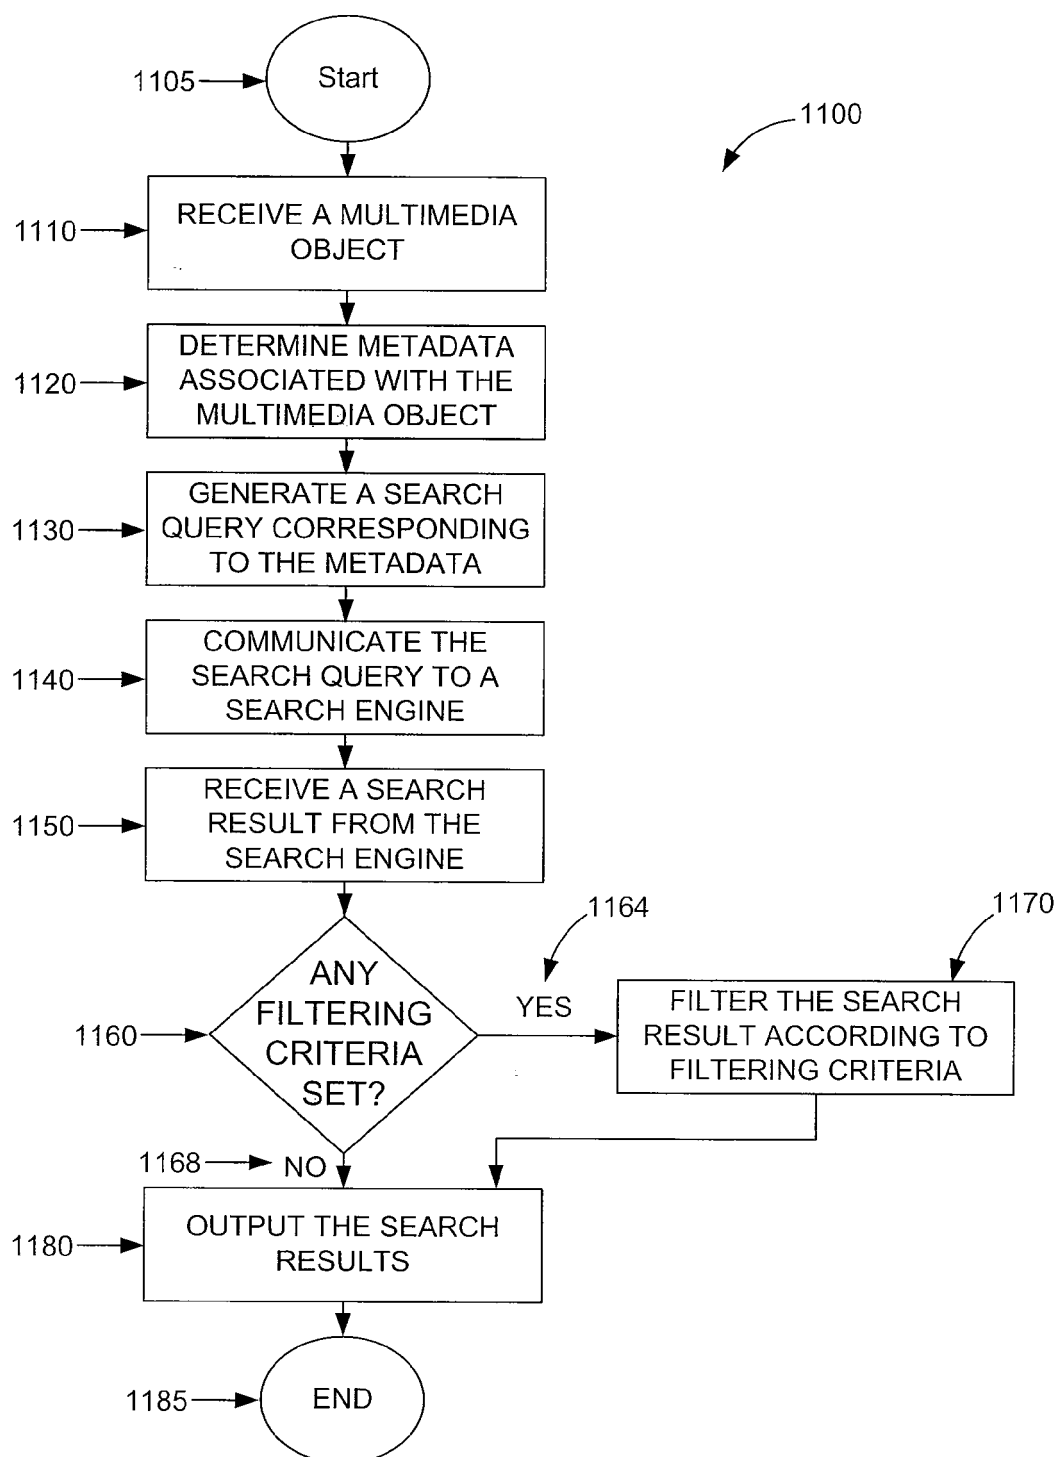 Start
1105
1100
RECEIVE A MULTIMEDIA
OBJECT
1110
DETERMINE METADATA
ASSOCIATED WITH THE
MULTIMEDIA OBJECT
1120
GENERATE A SEARCH
QUERY CORRESPONDING
TO THE METADATA
1130
COMMUNICATE THE
SEARCH QUERY TO A
SEARCH ENGINE
1140
RECEIVE A SEARCH
RESULT FROM THE
SEARCH ENGINE
1150
ANY
FILTERING
CRITERIA
SET?
1160
1164
YES
1170
FILTER THE SEARCH
RESULT ACCORDING TO
FILTERING CRITERIA
1168
NO
OUTPUT THE SEARCH
RESULTS
1180
END
1185